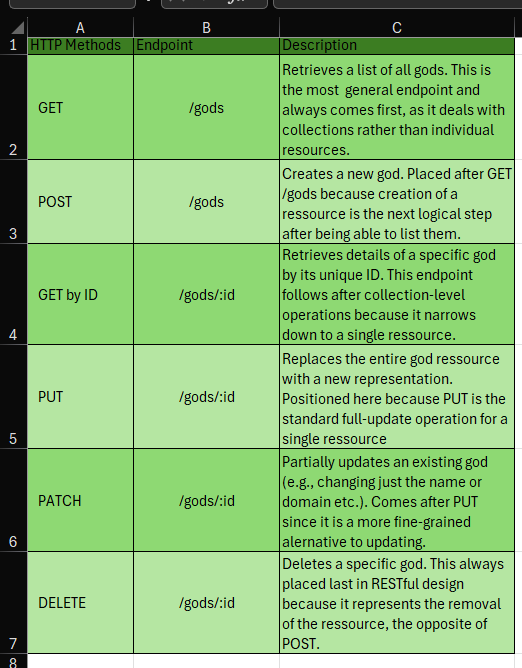 A B C
1 HTTP Methods Endpoint Description
Retrieves a list of all gods. This is
the most general endpoint and
GET /gods always comes first, as it deals with
collections rather than individual
2 resources.
Creates a new god. Placed after GET
POST /gods /gods because creation of a
ressource is the next logical step
3 after being able to list them.
Retrieves details of a specific god
by its unique ID. This endpoint
GET by ID /gods/:id follows after collection-level
operations because it narrows
4 down to a single ressource.
Replaces the entire god ressource
with a new representation.
PUT /gods/:id Positioned here because PUT is the
standard full-update operation for a
5 single ressource
Partially updates an existing god
(e.g., changing just the name or
PATCH /gods/:id domain etc.). Comes after PUT
since it is a more fine-grained
6 alernative to updating.
Deletes a specific god. This always
placed last in RESTful design
DELETE /gods/:id because it represents the removal
of the ressource, the opposite of
7 POST.
8